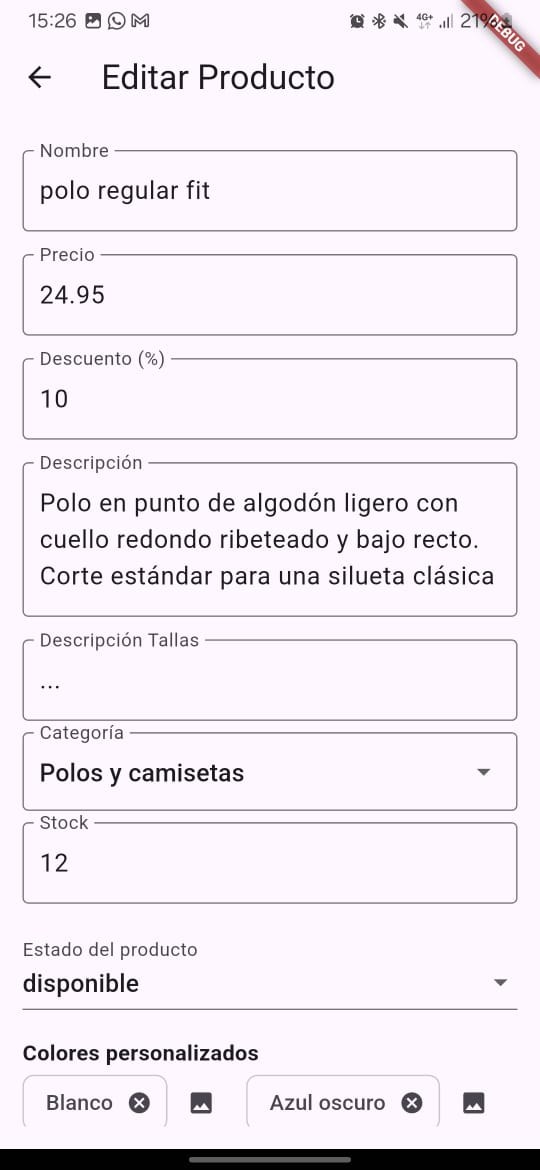 15:26
4G+
21%
DEBUG
Editar Producto
Nombre
polo regular fit
Precio
24.95
Descuento (%)
10
Descripción
Polo en punto de algodón ligero con
cuello redondo ribeteado y bajo recto.
Corte estándar para una silueta clásica
Descripción Tallas
...
Categoría
Polos y camisetas
Stock
12
Estado del producto
disponible
Colores personalizados
Blanco
Azul oscuro